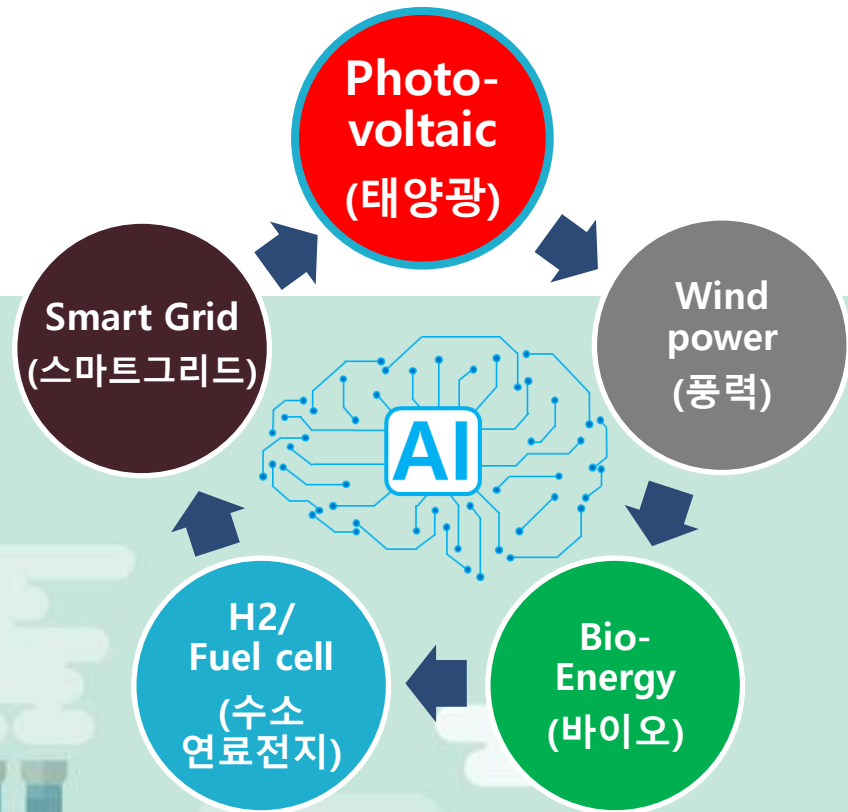 Photo-
voltaic
(태양광)
Wind
power
(풍력)
Bio-
Energy
(바이오)
H2/
Fuel cell
(수소
연료전지)
Smart Grid
(스마트그리드)
AI